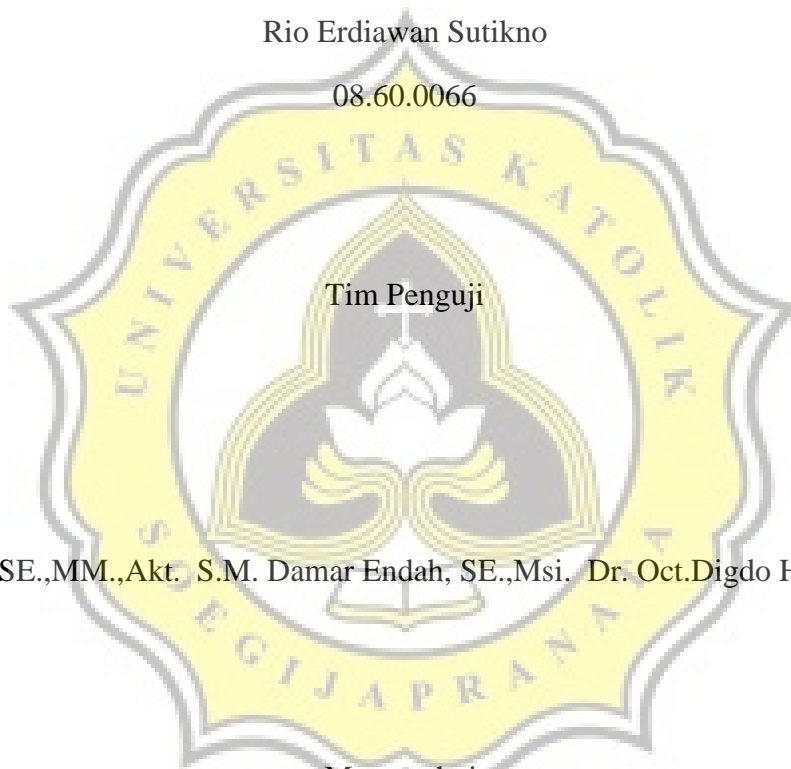 Rio Erdiawan Sutikno
08.60.0066
UNIVERSITAS KATOLIK
Tim Penguji
SE.,MM.,Akt. S.M. Damar Endah, SE.,Msi. Dr. Oct.Digdo
SOEGIJAPRANATA